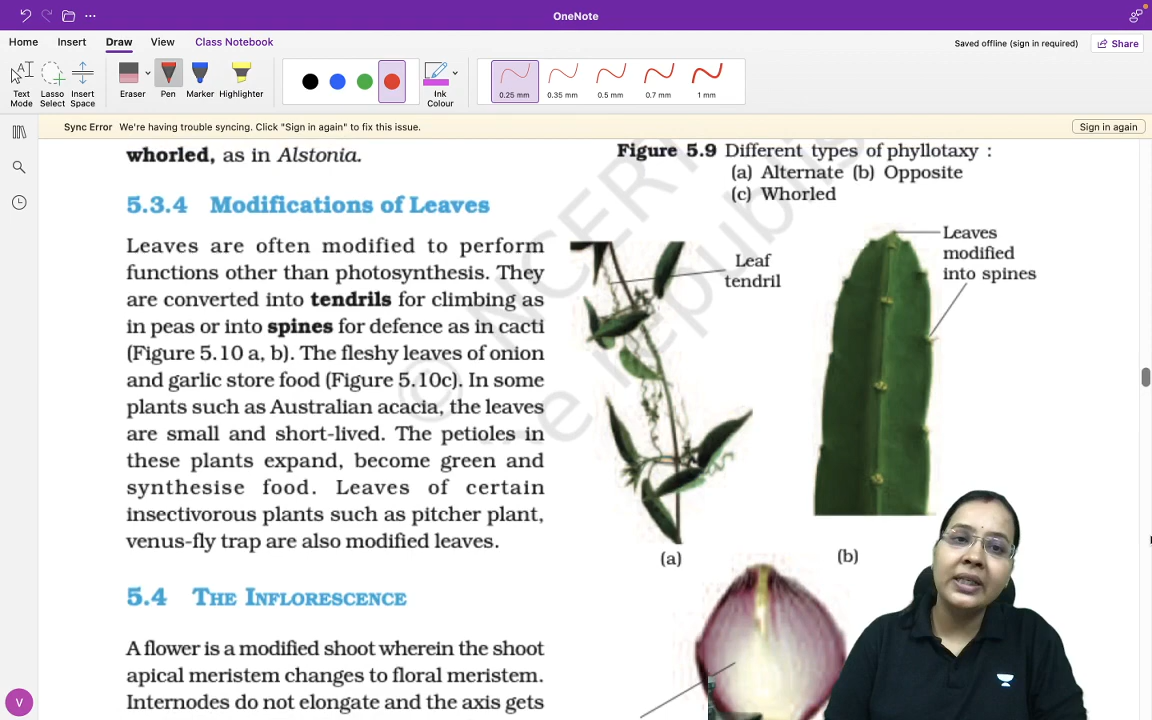 OneNote
Home Insert Draw View Class Notebook
Saved offline (sign in required) Share
Text Mode
Lasso Select
Insert Space
Eraser
Pen
Marker
Highlighter
Ink Colour
0.25 mm
0.35 mm
0.5 mm
0.7 mm
1 mm
Sync Error We're having trouble syncing. Click "Sign in again" to fix this issue. Sign in again
whorled, as in Alstonia.
5.3.4 Modifications of Leaves
Leaves are often modified to perform
functions other than photosynthesis. They
are converted into tendrils for climbing as
in peas or into spines for defence as in cacti
(Figure 5.10 a, b). The fleshy leaves of onion
and garlic store food (Figure 5.10c). In some
plants such as Australian acacia, the leaves
are small and short-lived. The petioles in
these plants expand, become green and
synthesise food. Leaves of certain
insectivorous plants such as pitcher plant,
venus-fly trap are also modified leaves.
5.4 THE INFLORESCENCE
A flower is a modified shoot wherein the shoot
apical meristem changes to floral meristem.
Internodes do not elongate and the axis gets
Figure 5.9 Different types of phyllotaxy :
(a) Alternate (b) Opposite
(c) Whorled
Leaf
tendril
Leaves
modified
into spines
(a)
(b)
© NCERT
V